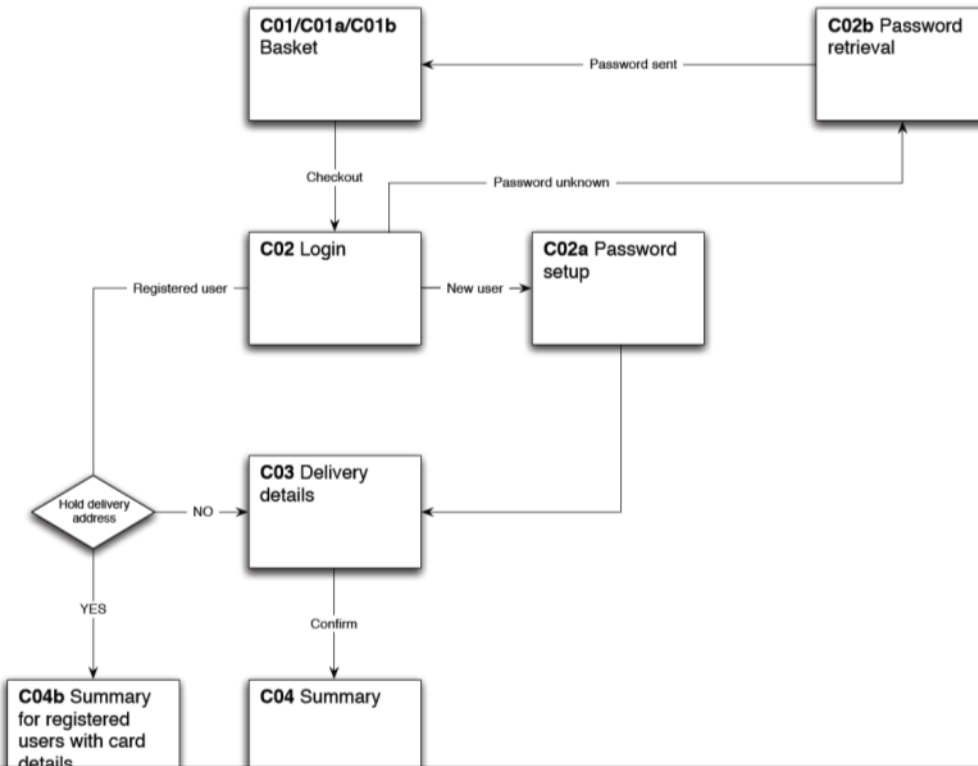 C01/C01a/C01b
Basket
C02b Password
retrieval
Password sent
Checkout
Password unknown
C02 Login
C02a Password
setup
Registered user
New user
C03 Delivery
details
Hold delivery
address
NO
YES
Confirm
C04b Summary
for registered
users with card
details
C04 Summary